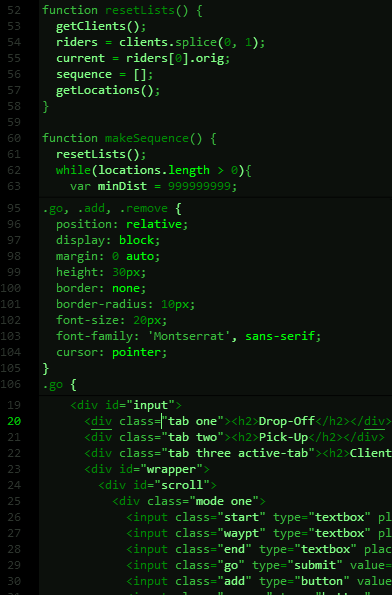 52 function resetLists() {
53 getClients();
54 riders = clients.splice(0, 1);
55 current = riders[0].orig;
56 sequence = [];
57 getLocations();
58 }
59
60 function makeSequence() {
61 resetLists();
62 while(locations.length > 0){
63 var minDist = 999999999;
95 .go, .add, .remove {
96 position: relative;
97 display: block;
98 margin: 0 auto;
99 height: 30px;
100 border: none;
101 border-radius: 10px;
102 font-size: 20px;
103 font-family: 'Montserrat', sans-serif;
104 cursor: pointer;
105 }
106 .go {
19 <div id="input">
20 <div class="tab one"><h2>Drop-Off</h2></div>
21 <div class="tab two"><h2>Pick-Up</h2></div>
22 <div class="tab three active-tab"><h2>Client
23 <div id="wrapper">
24 <div id="scroll">
25 <div class="mode one">
26 <input class="start" type="textbox" pl
27 <input class="waypt" type="textbox" pl
28 <input class="end" type="textbox" plac
29 <input class="go" type="submit" value=
30 <input class="add" type="button" value